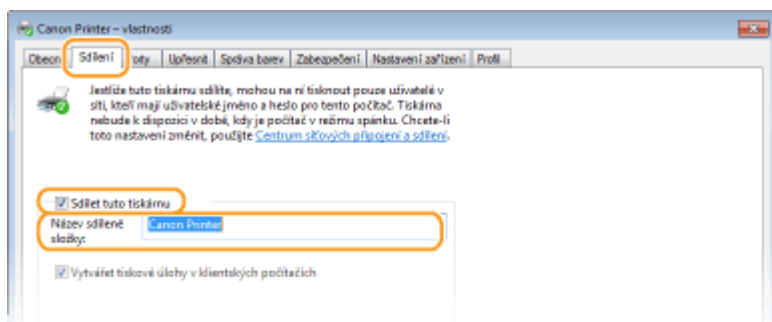 Canon Printer – vlastnosti
Obecn Sdílení Porty Upřesnit Správa barev Zabezpečení Nastavení zařízení Profil
Jestliže tuto tiskárnu sdílíte, mohou na ní tisknout pouze uživatelé v
síti, kteří mají uživatelské jméno a heslo pro tento počítač. Tiskárna
nebude k dispozici v době, kdy je počítač v režimu spánku. Chcete-li
toto nastavení změnit, použijte Centrum síťových připojení a sdílení.
Sdílet tuto tiskárnu
Název sdílené
složky:
Canon Printer
Vytvářet tiskové úlohy v klientských počítačích